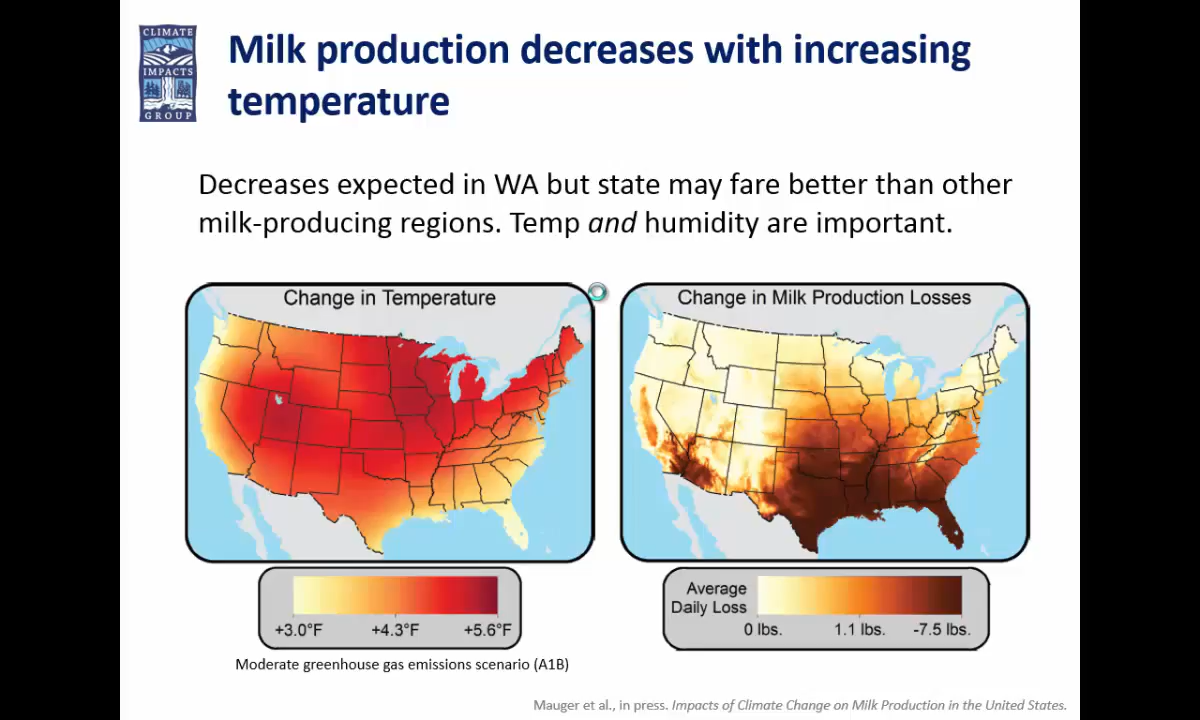 CLIMATE
IMPACTS
GROUP
Milk production decreases with increasing
temperature
Decreases expected in WA but state may fare better than other
milk-producing regions. Temp and humidity are important.
Change in Temperature
+3.0°F +4.3°F +5.6°F
Moderate greenhouse gas emissions scenario (A1B)
Change in Milk Production Losses
Average
Daily Loss
0 lbs. 1.1 lbs. -7.5 lbs.
Mauger et al., in press. Impacts of Climate Change on Milk Production in the United States.